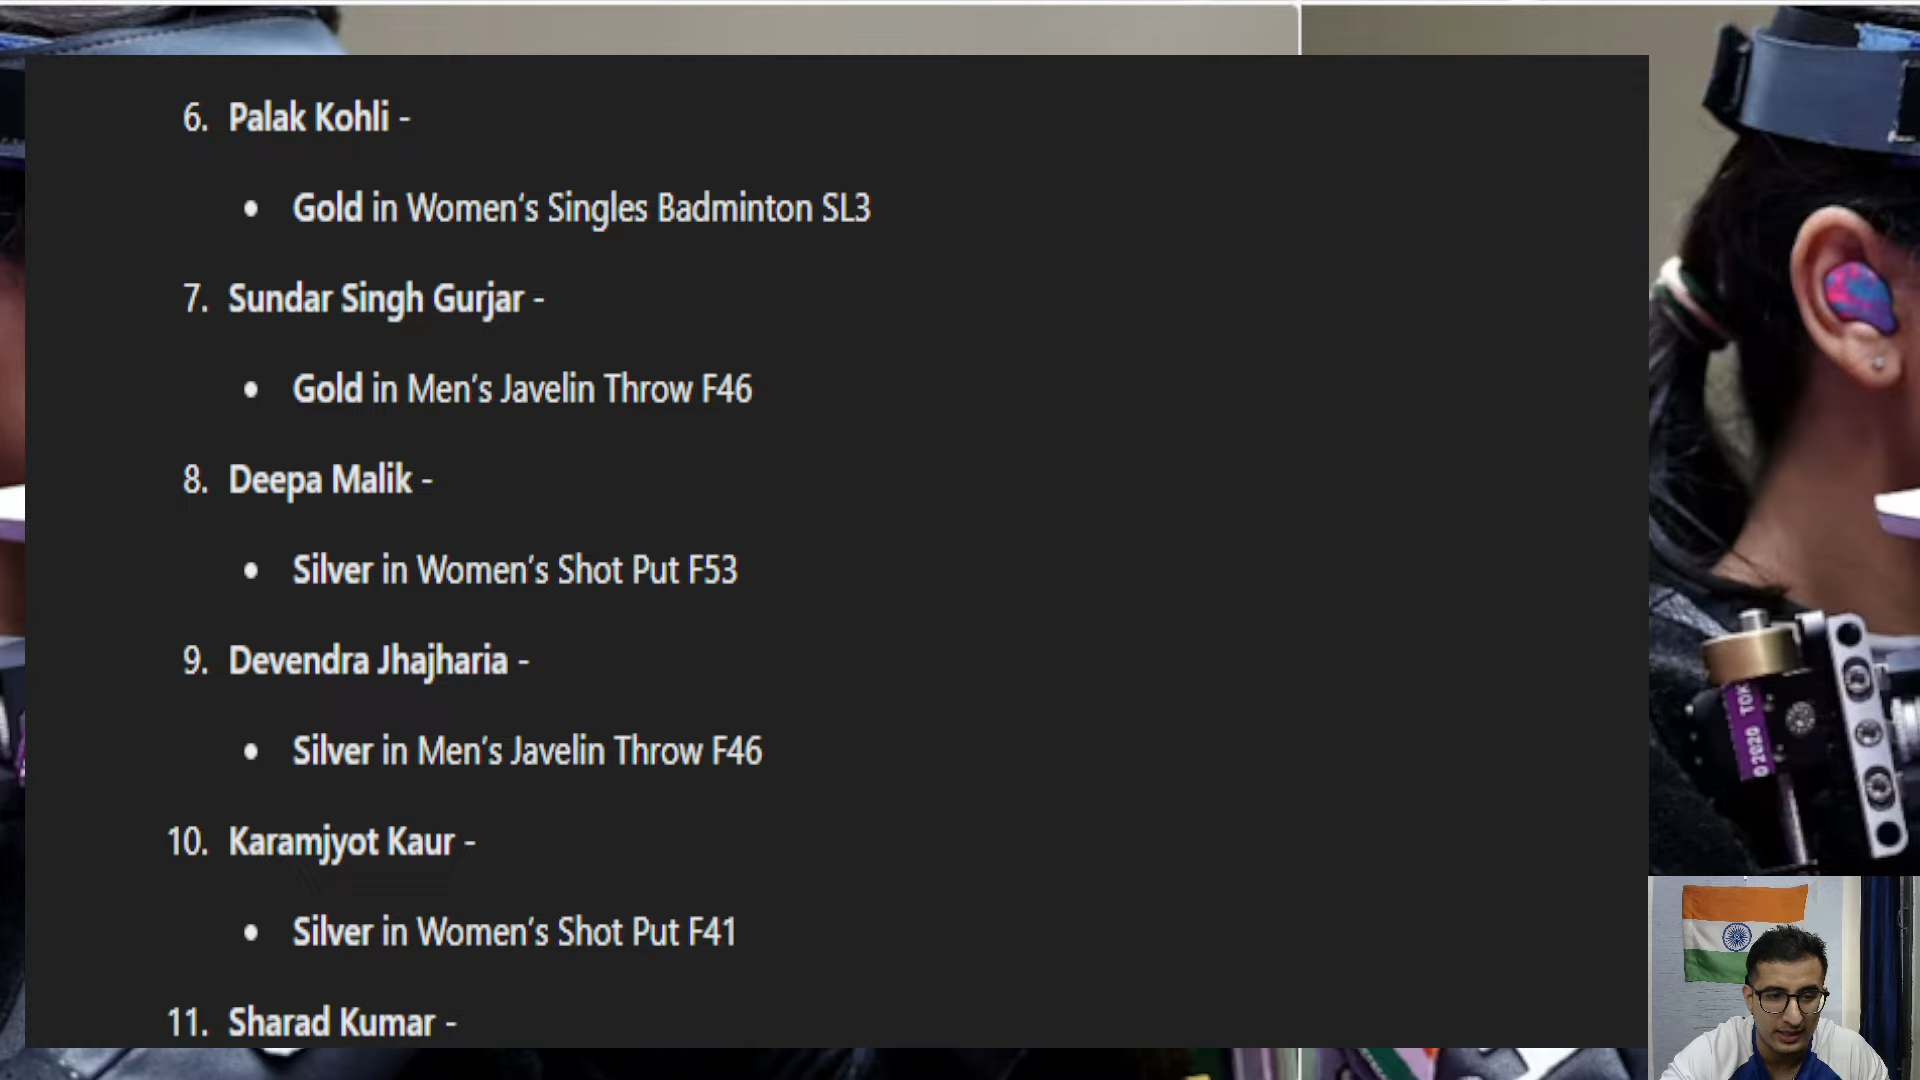 6. Palak Kohli -
• Gold in Women's Singles Badminton SL3
7. Sundar Singh Gurjar -
• Gold in Men's Javelin Throw F46
8. Deepa Malik -
• Silver in Women's Shot Put F53
9. Devendra Jhajharia -
• Silver in Men's Javelin Throw F46
10. Karamjyot Kaur -
• Silver in Women's Shot Put F41
11. Sharad Kumar -
O 2020 TOK